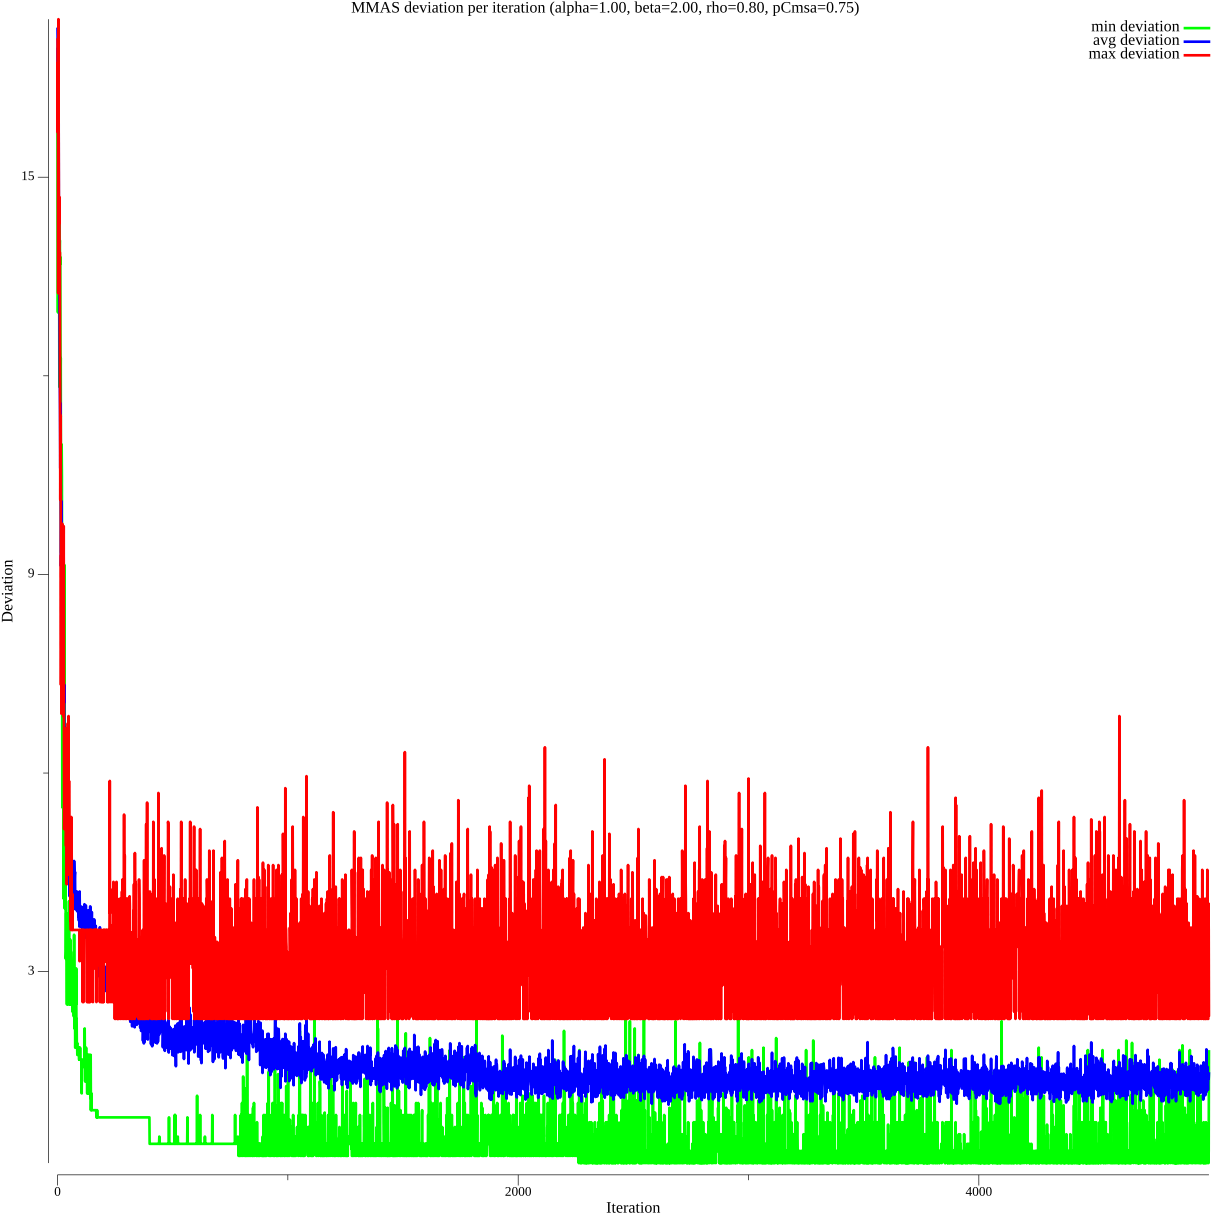 MMAS deviation per iteration (alpha=1.00, beta=2.00, rho=0.80, pCmsa=0.75)
min deviation
avg deviation
max deviation
15
9
3
Deviation
0
2000
4000
Iteration